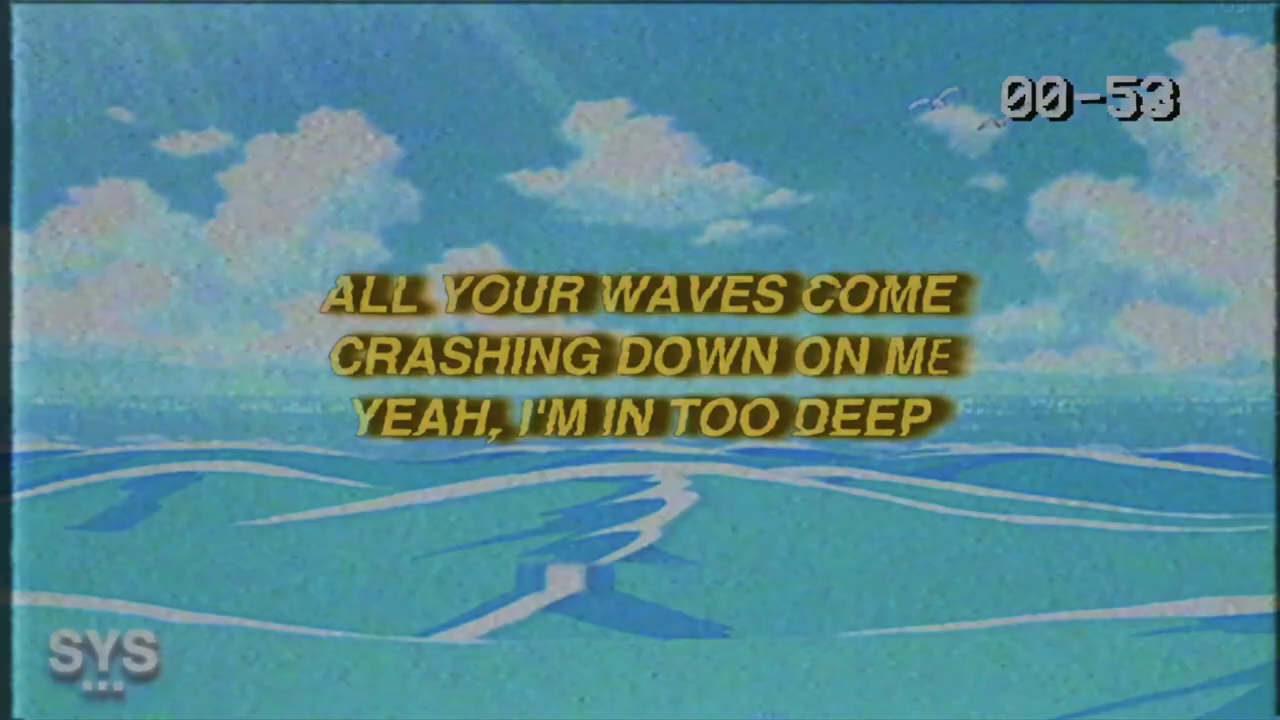 00-53
ALL YOUR WAVES COME
CRASHING DOWN ON ME
YEAH, I'M IN TOO DEEP
SYS